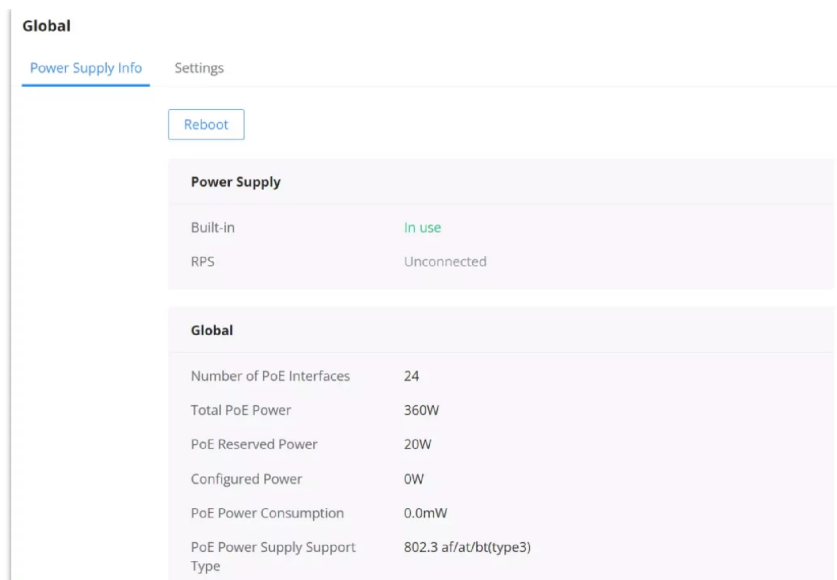 Global
Power Supply Info Settings
Reboot
Power Supply
Built-in In use
RPS Unconnected
Global
Number of PoE Interfaces 24
Total PoE Power 360W
PoE Reserved Power 20W
Configured Power 0W
PoE Power Consumption 0.0mW
PoE Power Supply Support 802.3 af/at/bt(type3)
Type